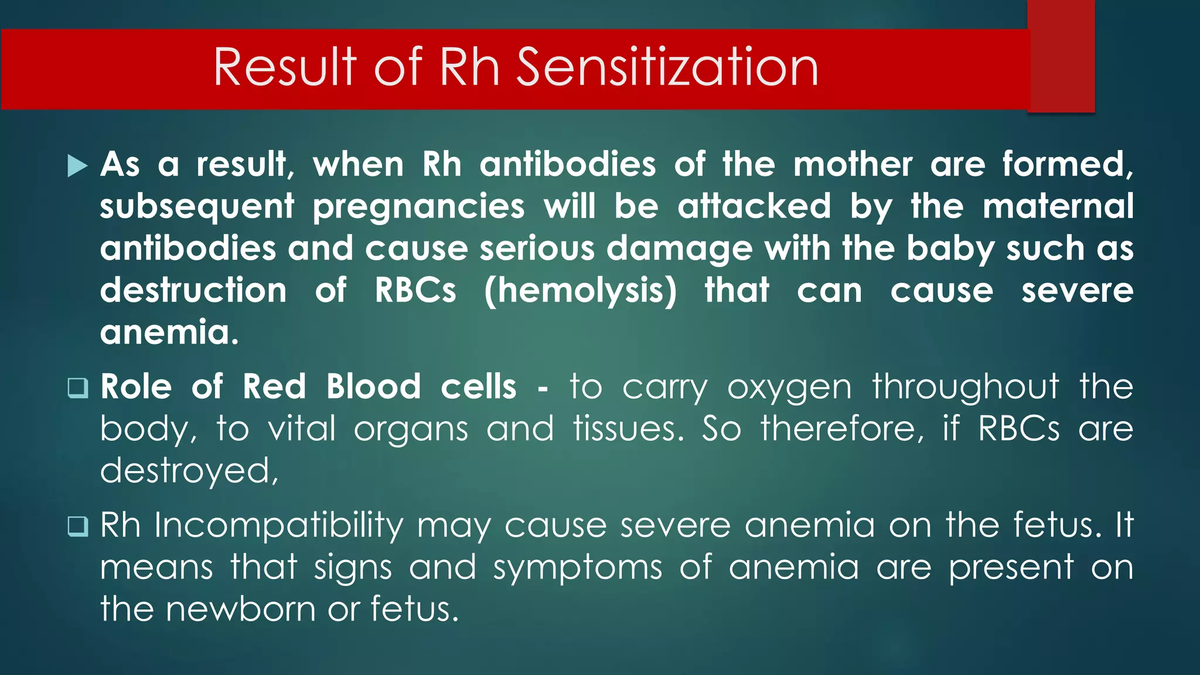 Result of Rh Sensitization
As a result, when Rh antibodies of the mother are formed,
subsequent pregnancies will be attacked by the maternal
antibodies and cause serious damage with the baby such as
destruction of RBCs (hemolysis) that can cause severe
anemia.
Role of Red Blood cells - to carry oxygen throughout the
body, to vital organs and tissues. So therefore, if RBCs are
destroyed,
Rh Incompatibility may cause severe anemia on the fetus. It
means that signs and symptoms of anemia are present on
the newborn or fetus.